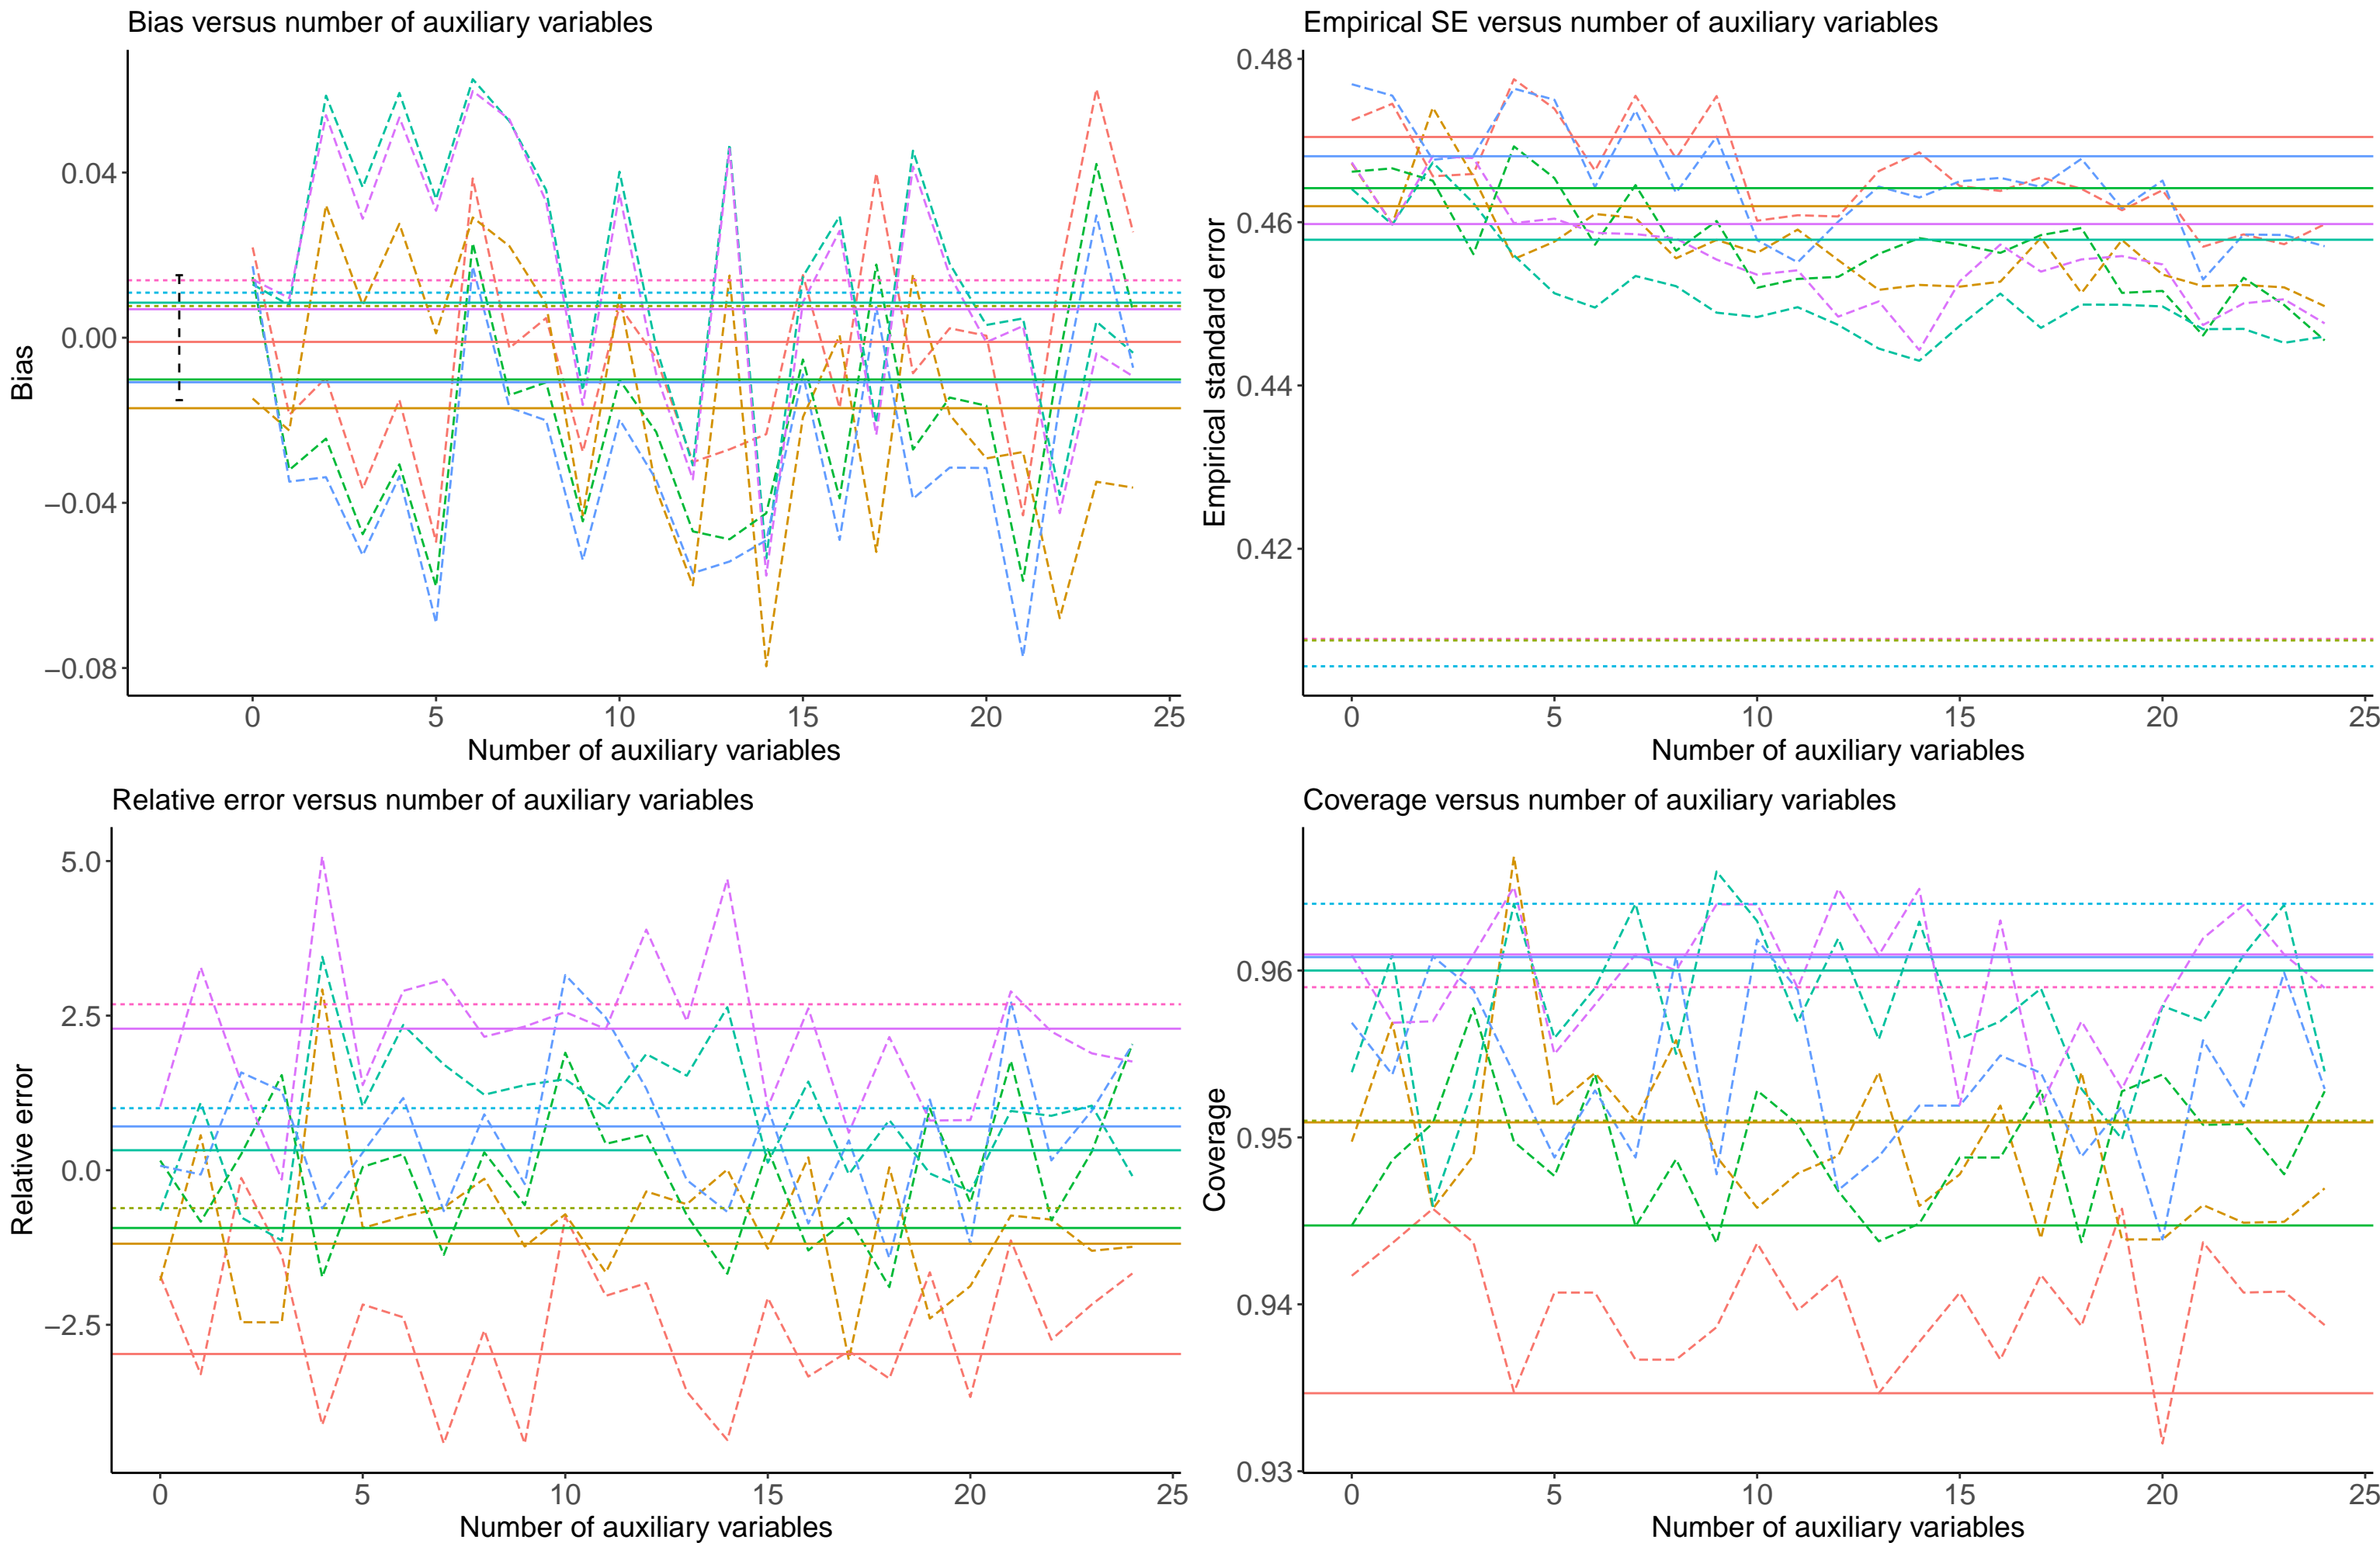 Bias versus number of auxiliary variables
0.04
0.00
−0.04
−0.08
Bias
0 5 10 15 20 25
Number of auxiliary variables
Empirical SE versus number of auxiliary variables
0.48
0.46
0.44
0.42
Empirical standard error
0 5 10 15 20 25
Number of auxiliary variables
Relative error versus number of auxiliary variables
5.0
2.5
0.0
−2.5
Relative error
0 5 10 15 20 25
Number of auxiliary variables
Coverage versus number of auxiliary variables
0.96
0.95
0.94
0.93
Coverage
0 5 10 15 20 25
Number of auxiliary variables